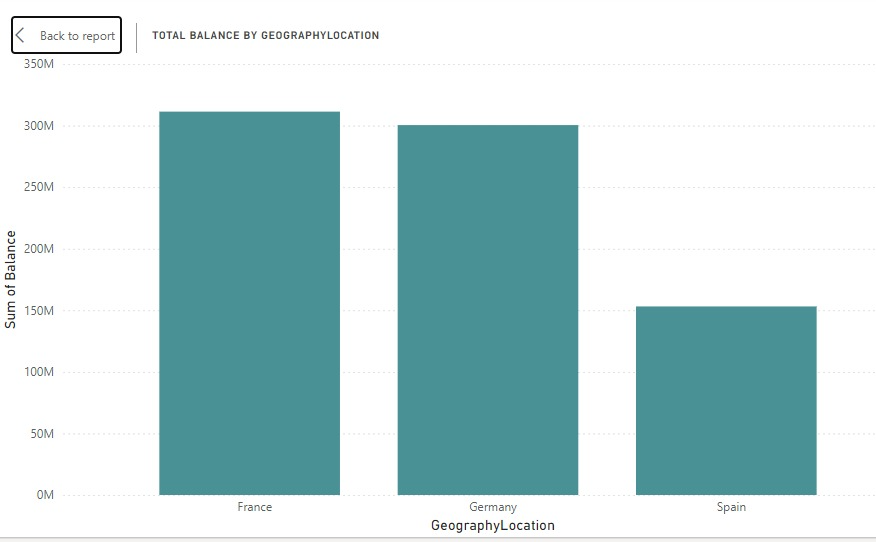 Back to report
TOTAL BALANCE BY GEOGRAPHYLOCATION
350M
300M
250M
200M
150M
100M
50M
0M
Sum of Balance
France
Germany
Spain
GeographyLocation